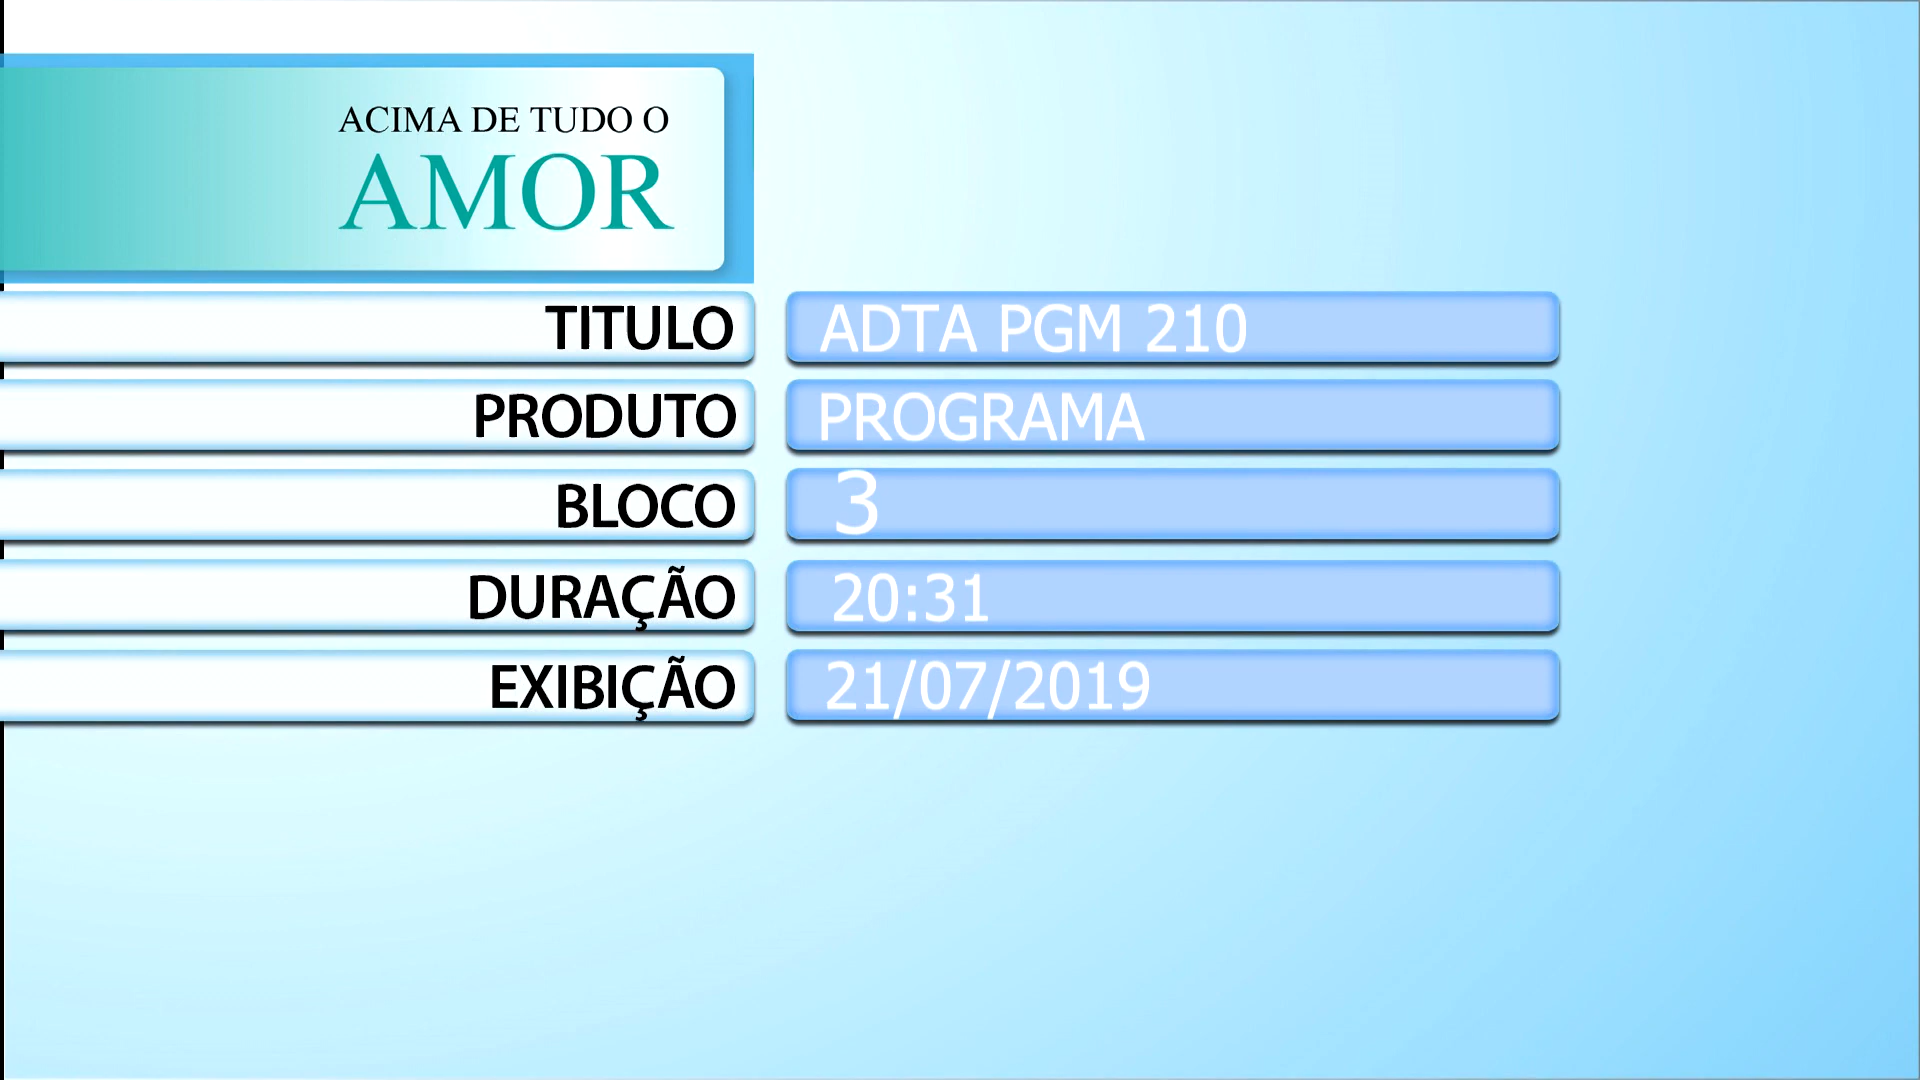 ACIMA DE TUDO O
AMOR
TITULO ADTA PGM 210
PRODUTO PROGRAMA
BLOCO 3
DURAÇÃO 20:31
EXIBIÇÃO 21/07/2019